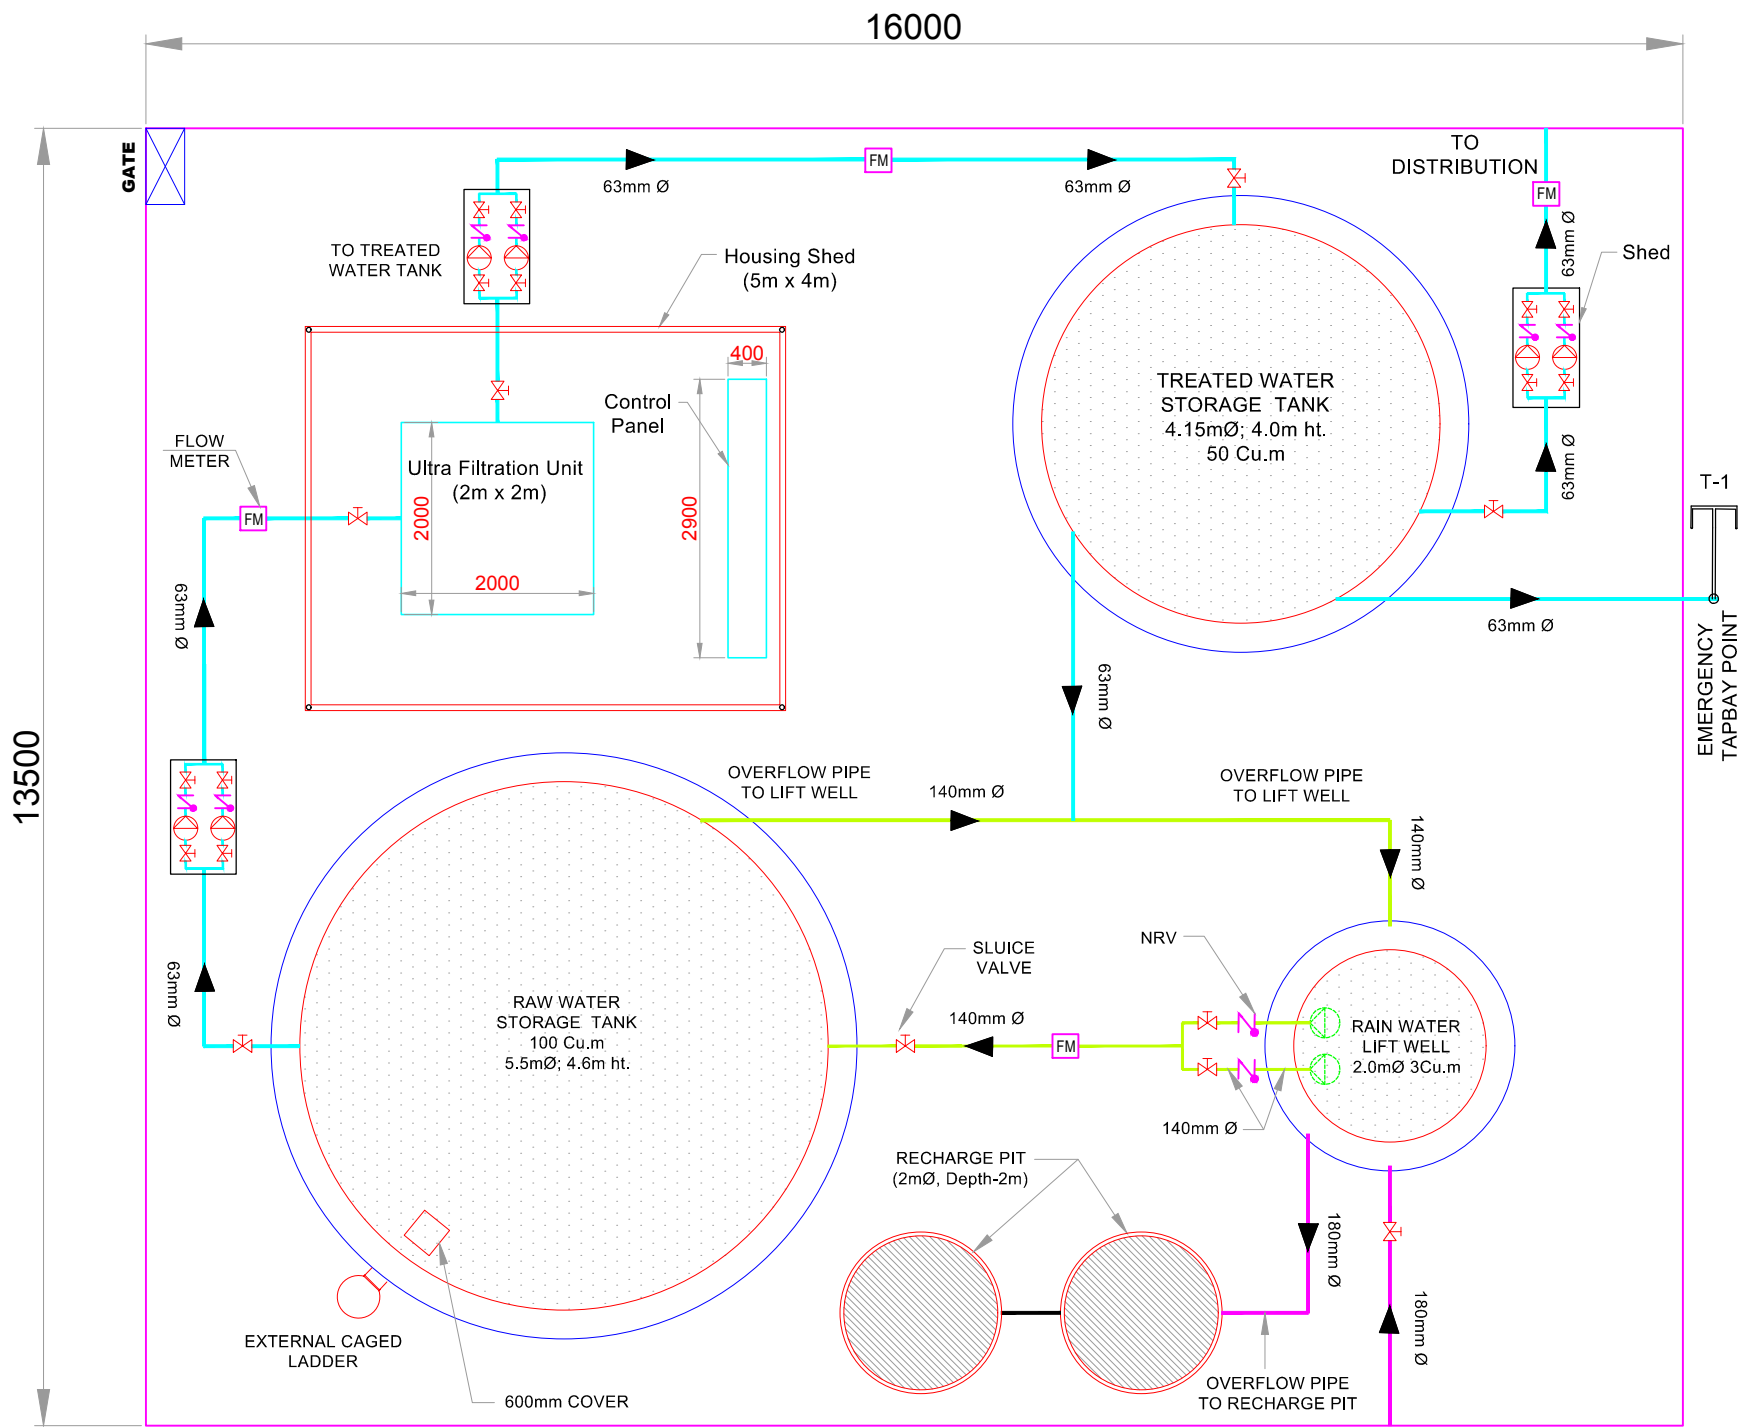 16000
GATE
13500
TO TREATED
WATER TANK
63mm Ø
FM
63mm Ø
TO
DISTRIBUTION
FM
63mm Ø
Shed
Housing Shed
(5m x 4m)
400
Control
Panel
2900
Ultra Filtration Unit
(2m x 2m)
2000
2000
FLOW
METER
FM
63mm Ø
63mm Ø
TREATED WATER
STORAGE TANK
4.15mØ; 4.0m ht.
50 Cu.m
63mm Ø
T-1
63mm Ø
EMERGENCY
TAPBAY POINT
63mm Ø
OVERFLOW PIPE
TO LIFT WELL
140mm Ø
OVERFLOW PIPE
TO LIFT WELL
140mm Ø
SLUICE
VALVE
NRV
140mm Ø
FM
RAW WATER
STORAGE TANK
100 Cu.m
5.5mØ; 4.6m ht.
RAIN WATER
LIFT WELL
2.0mØ 3Cu.m
140mm Ø
RECHARGE PIT
(2mØ, Depth-2m)
180mm Ø
180mm Ø
EXTERNAL CAGED
LADDER
600mm COVER
OVERFLOW PIPE
TO RECHARGE PIT